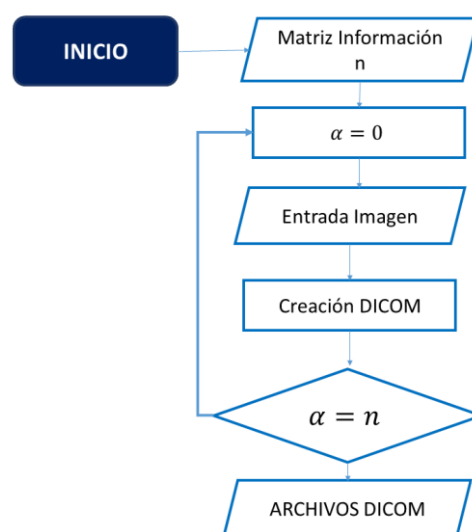 INICIO
Matriz Información
n
α = 0
Entrada Imagen
Creación DICOM
α = n
ARCHIVOS DICOM